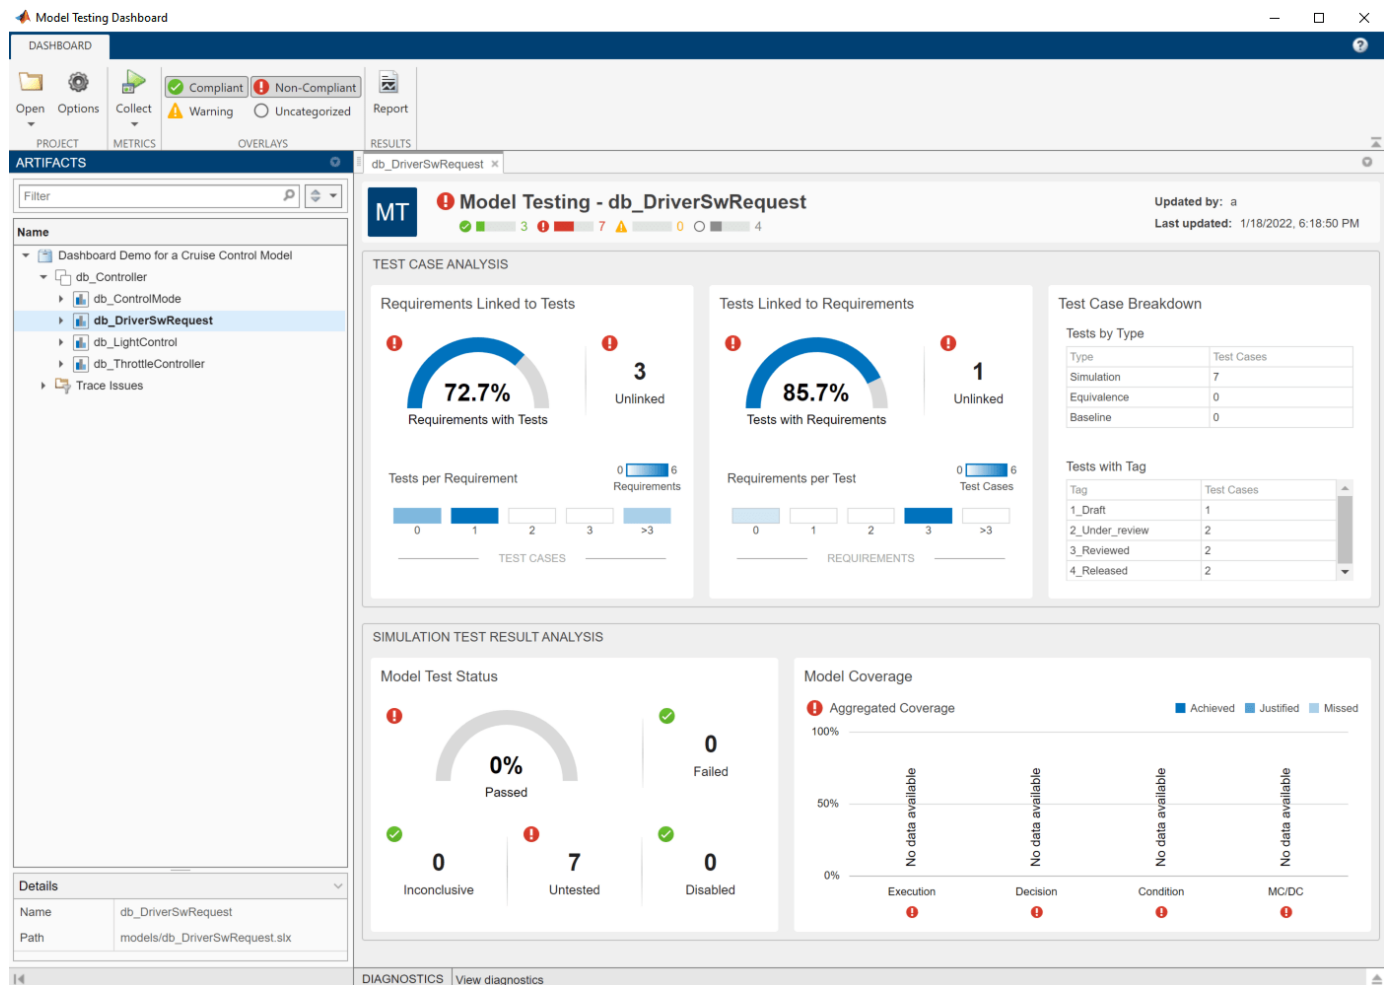 Model Testing Dashboard
DASHBOARD
Open
Options
Collect
Compliant
Non-Compliant
Warning
Uncategorized
Report
PROJECT
METRICS
OVERLAYS
RESULTS
ARTIFACTS
Filter
Name
Dashboard Demo for a Cruise Control Model
db_Controller
db_ControlMode
db_DriverSwRequest
db_LightControl
db_ThrottleController
Trace Issues
Details
Name db_DriverSwRequest
Path models/db_DriverSwRequest.slx
db_DriverSwRequest
MT
Model Testing - db_DriverSwRequest
3 7 0 4
Updated by: a
Last updated: 1/18/2022, 6:18:50 PM
TEST CASE ANALYSIS
Requirements Linked to Tests
72.7%
Requirements with Tests
3
Unlinked
Tests per Requirement
0 6
Requirements
0 1 2 3 >3
TEST CASES
Tests Linked to Requirements
85.7%
Tests with Requirements
1
Unlinked
Requirements per Test
0 6
Test Cases
0 1 2 3 >3
REQUIREMENTS
Test Case Breakdown
Tests by Type
Type Test Cases
Simulation 7
Equivalence 0
Baseline 0
Tests with Tag
Tag Test Cases
1_Draft 1
2_Under_review 2
3_Reviewed 2
4_Released 2
SIMULATION TEST RESULT ANALYSIS
Model Test Status
0%
Passed
0
Failed
0
Inconclusive
7
Untested
0
Disabled
Model Coverage
Aggregated Coverage
Achieved Justified Missed
100%
50%
0%
No data available
No data available
No data available
No data available
Execution Decision Condition MC/DC
DIAGNOSTICS View diagnostics